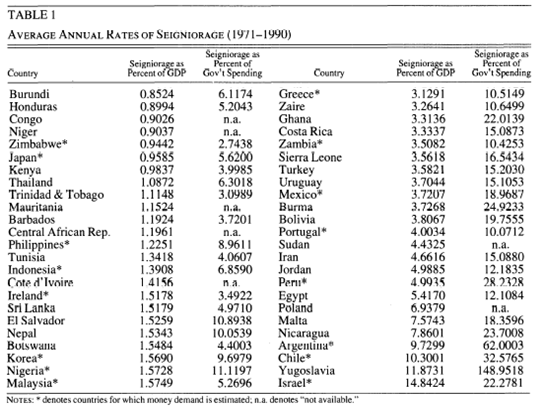 TABLE 1
AVERAGE ANNUAL RATES OF SEIGNIORAGE (1971–1990)
Country Seigniorage as Percent of GDP Seigniorage as Percent of Gov't Spending Country Seigniorage as Percent of GDP Seigniorage as Percent of Gov't Spending
Burundi 0.8524 6.1174 Greece* 3.1291 10.5149
Honduras 0.8994 5.2043 Zaire 3.2641 10.6499
Congo 0.9026 n.a. Ghana 3.3136 22.0139
Niger 0.9037 n.a. Costa Rica 3.3337 15.0873
Zimbabwe* 0.9442 2.7438 Zambia* 3.5082 10.4253
Japan* 0.9585 5.6200 Sierra Leone 3.5618 16.5434
Kenya 0.9837 3.9985 Turkey 3.5821 15.2030
Thailand 1.0872 6.3018 Uruguay 3.7044 15.1053
Trinidad & Tobago 1.1148 3.0989 Mexico* 3.7207 18.9687
Mauritania 1.1524 n.a. Burma 3.7268 24.9233
Barbados 1.1924 3.7201 Bolivia 3.8067 19.7555
Central African Rep. 1.1961 n.a. Portugal* 4.0034 10.0712
Philippines* 1.2251 8.9611 Sudan 4.4325 n.a.
Tunisia 1.3418 4.0607 Iran 4.6616 15.0880
Indonesia* 1.3908 6.8590 Jordan 4.9885 12.1835
Cote d'Ivoire 1.4156 n.a. Peru* 4.9935 28.2328
Ireland* 1.5178 3.4922 Egypt 5.4170 12.1084
Sri Lanka 1.5179 4.9710 Poland 6.9379 n.a.
El Salvador 1.5259 10.8938 Malta 7.5743 18.3596
Nepal 1.5343 10.0539 Nicaragua 7.8601 23.7008
Botswana 1.5484 4.4003 Argentina* 9.7299 62.0003
Korea* 1.5690 9.6979 Chile* 10.3001 32.5765
Nigeria* 1.5728 11.1197 Yugoslavia 11.8731 148.9518
Malaysia* 1.5749 5.2696 Israel* 14.8424 22.2781
NOTES: * denotes countries for which money demand is estimated; n.a. denotes "not available."